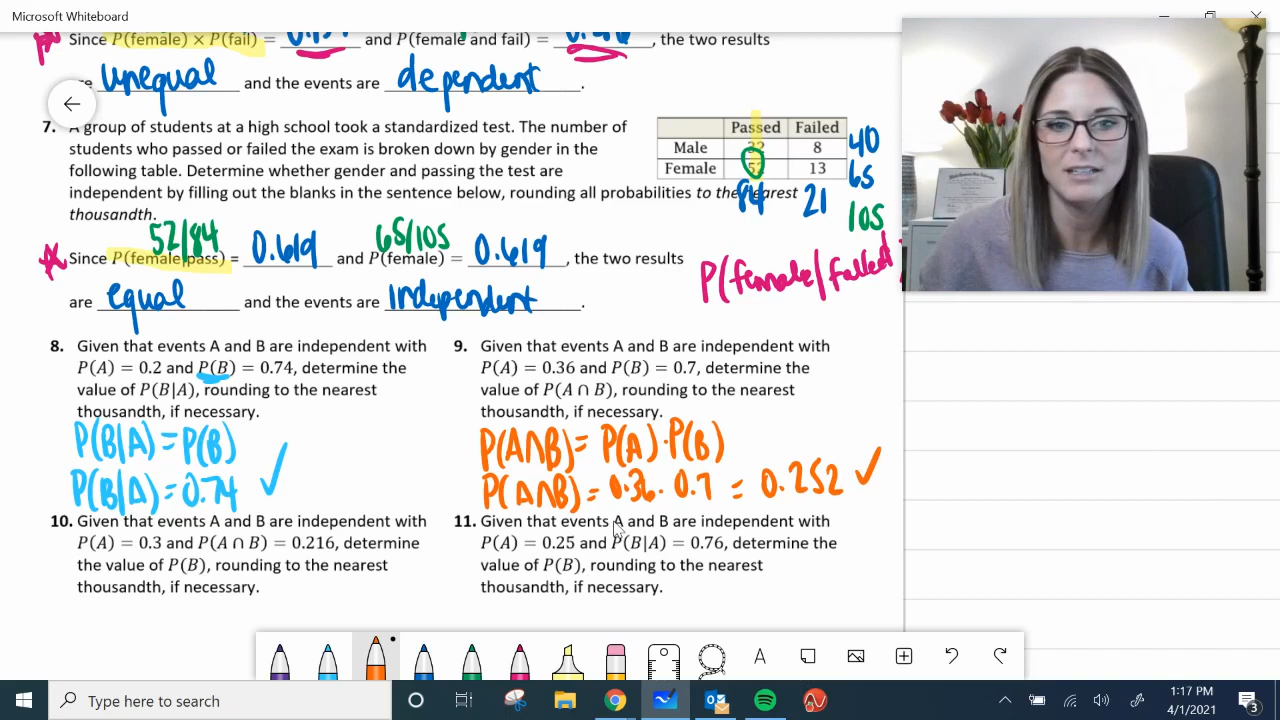 Microsoft Whiteboard
Since P(female) × P(fail) = and P(female and fail) = , the two results
unequal and the events are dependent.
7. A group of students at a high school took a standardized test. The number of
students who passed or failed the exam is broken down by gender in the
following table. Determine whether gender and passing the test are
independent by filling out the blanks in the sentence below, rounding all probabilities to the nearest
thousandth.
Passed Failed
Male 32 8 40
Female 52 13 65
84 21 105
52/84 65/105
Since P(female|pass) = 0.619 and P(female) = 0.619, the two results
are equal and the events are independent.
P(female/failed
8. Given that events A and B are independent with
P(A) = 0.2 and P(B) = 0.74, determine the
value of P(B|A), rounding to the nearest
thousandth, if necessary.
P(B|A) = P(B)
P(B|A) = 0.74 ✓
9. Given that events A and B are independent with
P(A) = 0.36 and P(B) = 0.7, determine the
value of P(A ∩ B), rounding to the nearest
thousandth, if necessary.
P(A∩B) = P(A)·P(B)
P(A∩B) = 0.36 · 0.7 = 0.252 ✓
10. Given that events A and B are independent with
P(A) = 0.3 and P(A ∩ B) = 0.216, determine
the value of P(B), rounding to the nearest
thousandth, if necessary.
11. Given that events A and B are independent with
P(A) = 0.25 and P(B|A) = 0.76, determine the
value of P(B), rounding to the nearest
thousandth, if necessary.
A
Type here to search
1:17 PM
4/1/2021
3